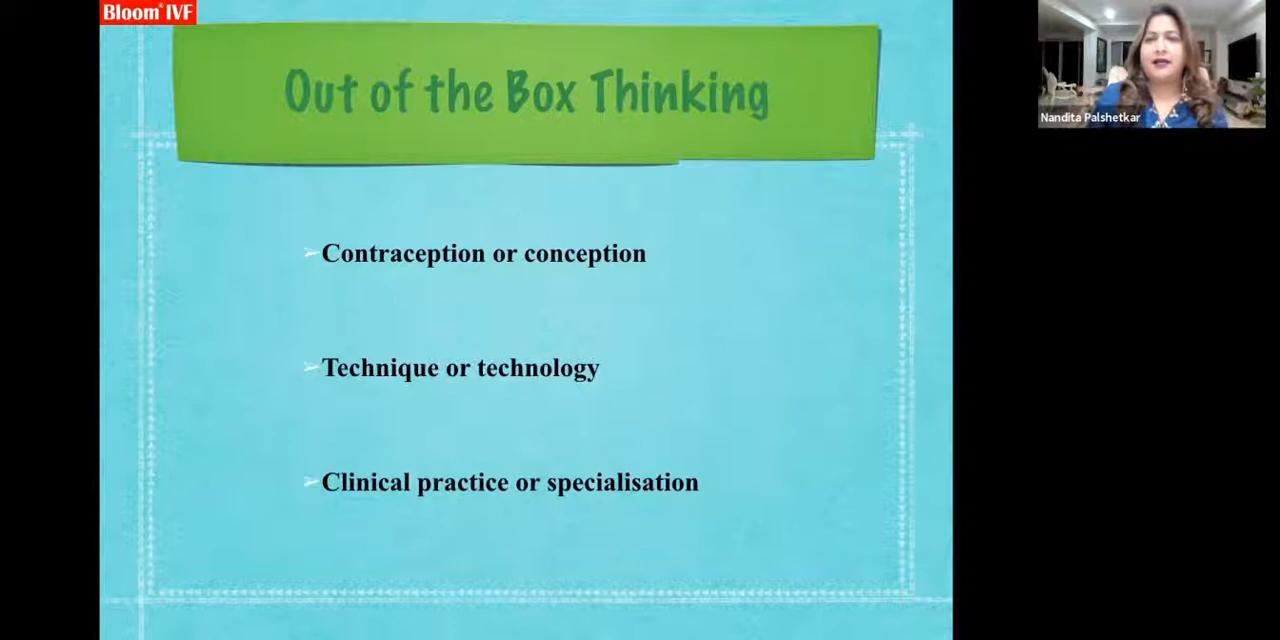 Bloom® IVF
Out of the Box Thinking
Nandita Palshetkar
➢Contraception or conception
➢Technique or technology
➢Clinical practice or specialisation